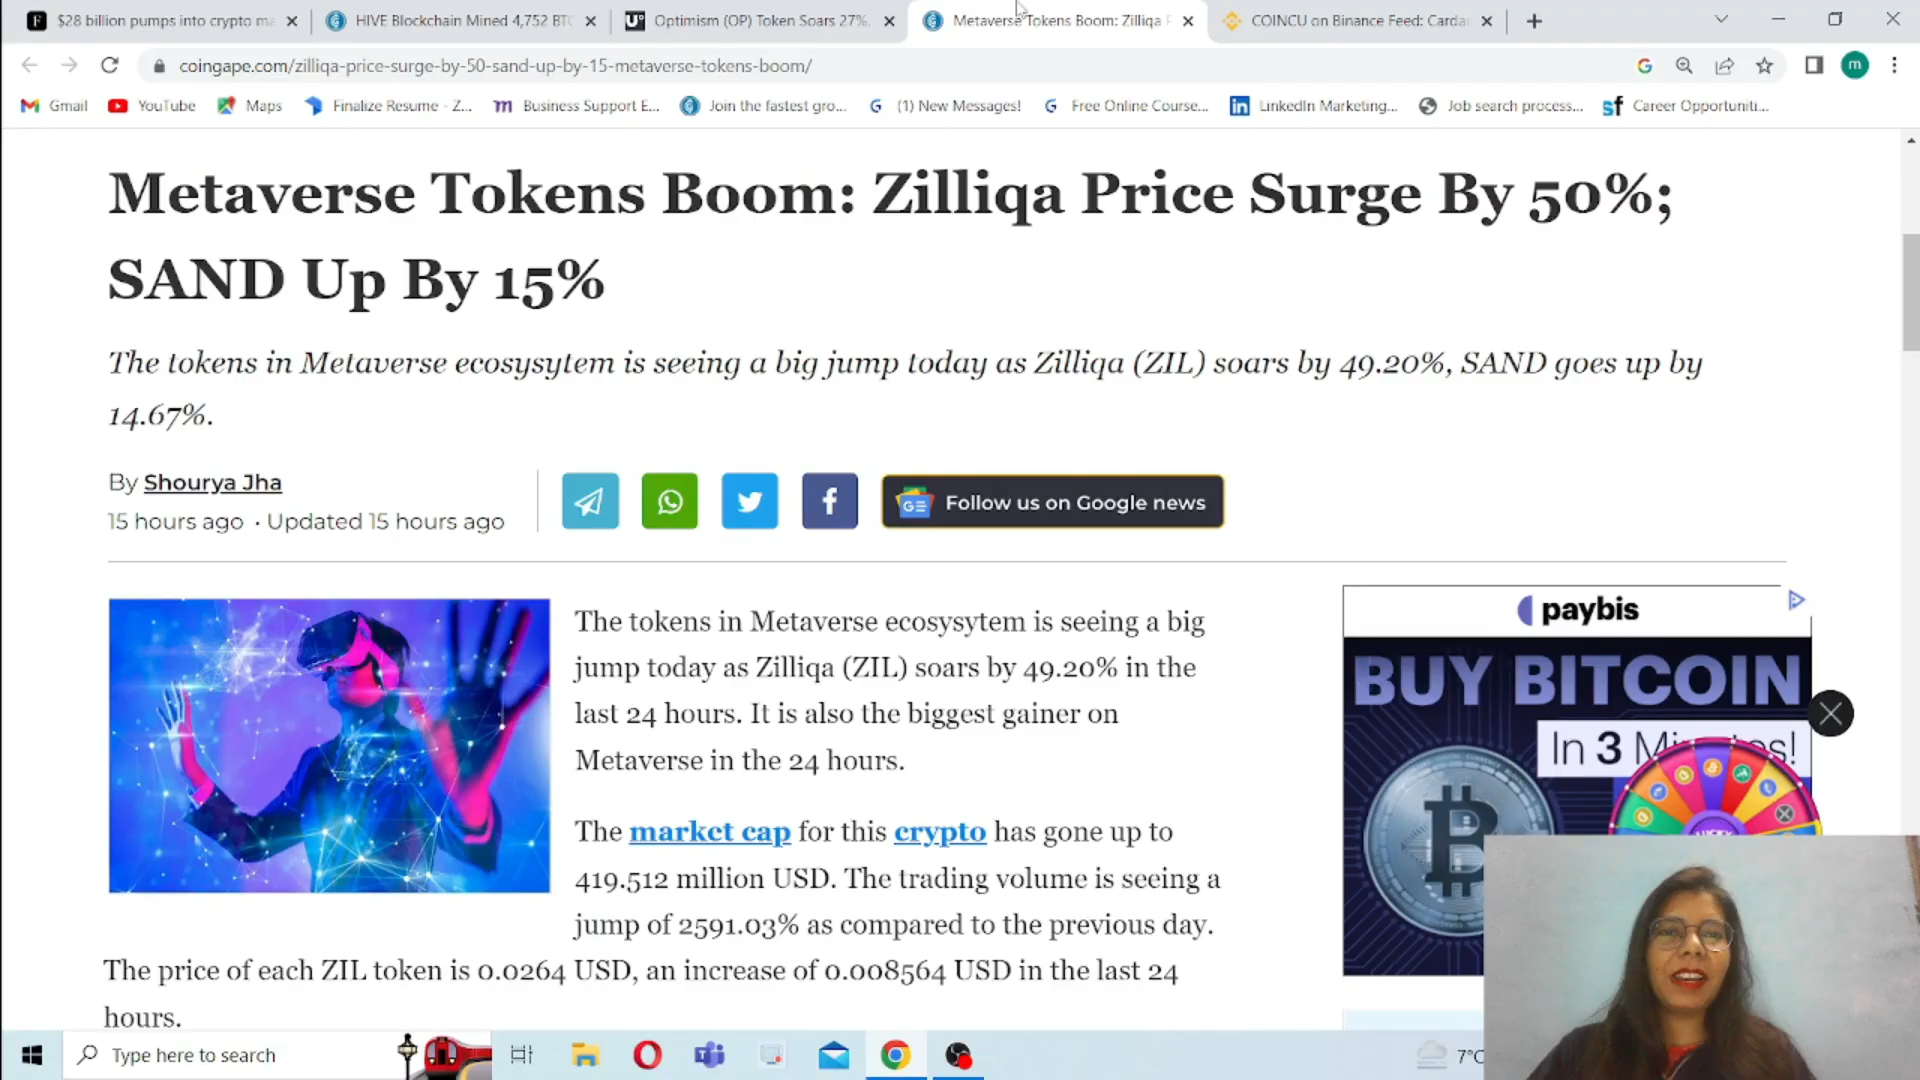 $28 billion pumps into crypto ma
HIVE Blockchain Mined 4,752 BTC
Optimism (OP) Token Soars 27%,
Metaverse Tokens Boom: Zilliqa P
COINCU on Binance Feed: Cardan
coingape.com/zilliqa-price-surge-by-50-sand-up-by-15-metaverse-tokens-boom/
m
Gmail
YouTube
Maps
Finalize Resume - Z...
Business Support E...
Join the fastest gro...
(1) New Messages!
Free Online Course...
LinkedIn Marketing...
Job search process...
Career Opportuniti...
Metaverse Tokens Boom: Zilliqa Price Surge By 50%;
SAND Up By 15%
The tokens in Metaverse ecosysytem is seeing a big jump today as Zilliqa (ZIL) soars by 49.20%, SAND goes up by
14.67%.
By Shourya Jha
15 hours ago · Updated 15 hours ago
Follow us on Google news
The tokens in Metaverse ecosysytem is seeing a big
jump today as Zilliqa (ZIL) soars by 49.20% in the
last 24 hours. It is also the biggest gainer on
Metaverse in the 24 hours.
The market cap for this crypto has gone up to
419.512 million USD. The trading volume is seeing a
jump of 2591.03% as compared to the previous day.
The price of each ZIL token is 0.0264 USD, an increase of 0.008564 USD in the last 24
hours.
paybis
BUY BITCOIN
In 3
Type here to search
7°C